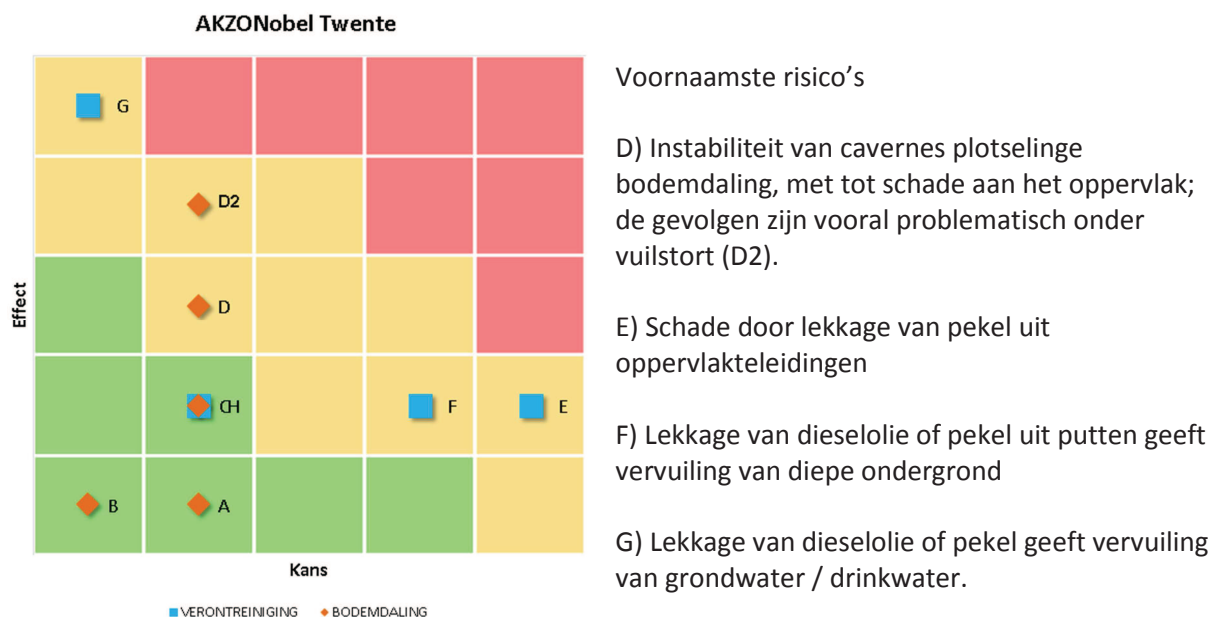 AKZONobel Twente
G
D2
D
CH
F
E
B
A
Effect
Kans
VERONTREINIGING
BODEMDALING
Voornaamste risico's
D) Instabiliteit van cavernes plotselinge
bodemdaling, met tot schade aan het oppervlak;
de gevolgen zijn vooral problematisch onder
vuilstort (D2).
E) Schade door lekkage van pekel uit
oppervlakteleidingen
F) Lekkage van dieselolie of pekel uit putten geeft
vervuiling van diepe ondergrond
G) Lekkage van dieselolie of pekel geeft vervuiling
van grondwater / drinkwater.